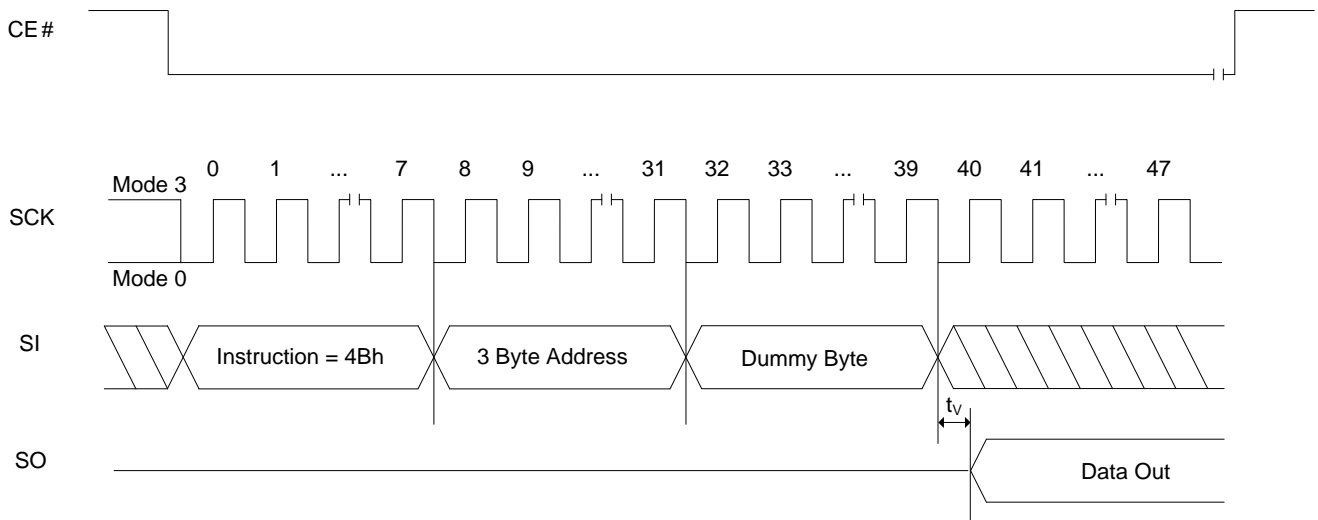 CE#
0 1 ... 7 8 9 ... 31 32 33 ... 39 40 41 ... 47
Mode 3
SCK
Mode 0
SI
Instruction = 4Bh
3 Byte Address
Dummy Byte
tV
SO
Data Out